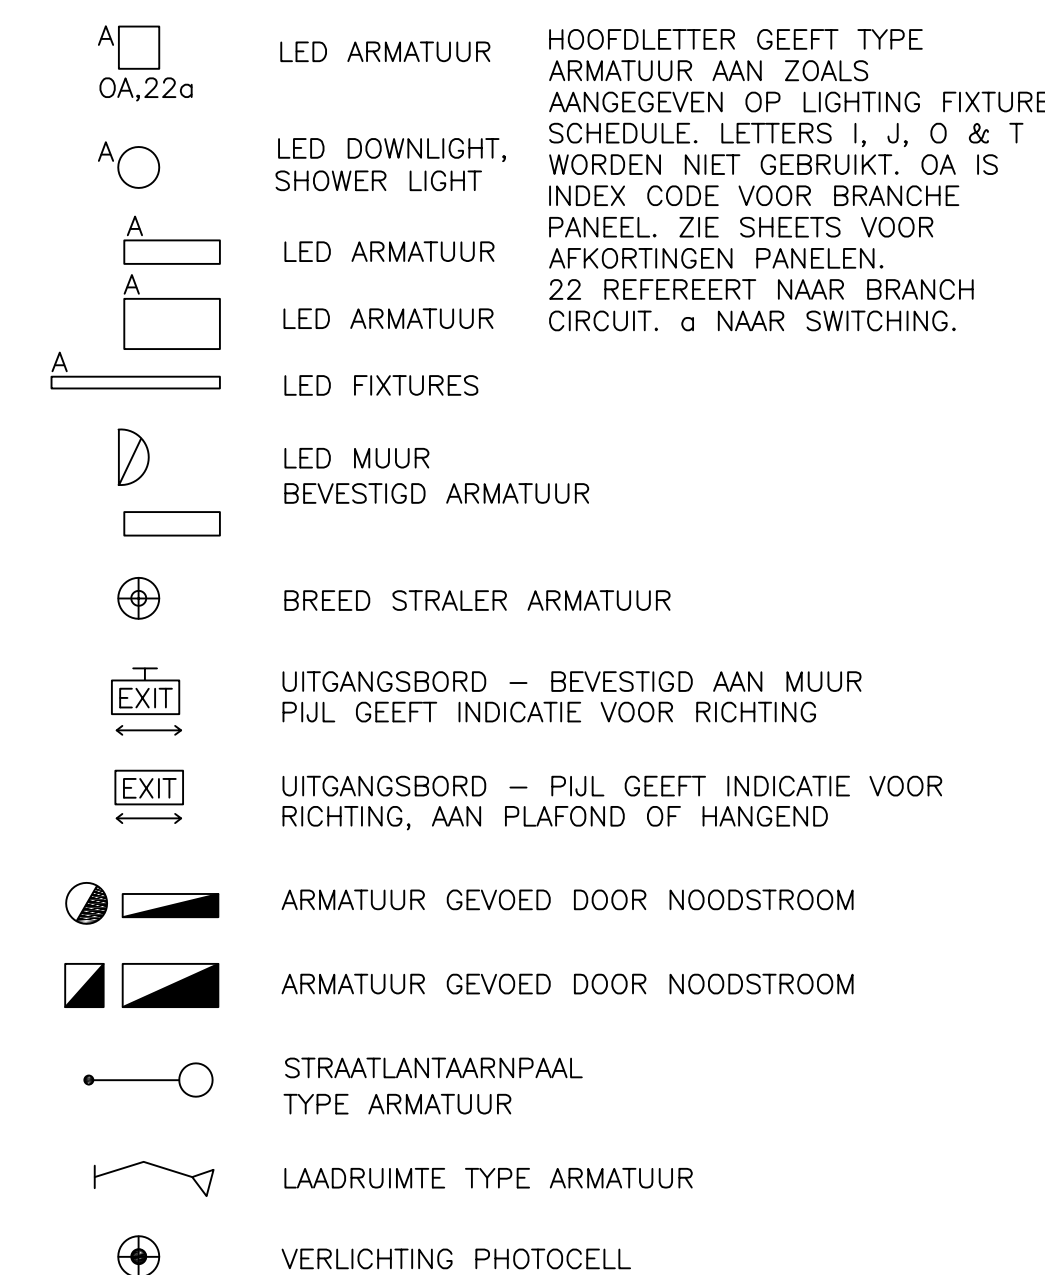 A
OA,22a
LED ARMATUUR
HOOFDLETTER GEEFT TYPE
ARMATUUR AAN ZOALS
AANGEGEVEN OP LIGHTING FIXTURE
SCHEDULE. LETTERS I, J, O & T
WORDEN NIET GEBRUIKT. OA IS
INDEX CODE VOOR BRANCHE
PANEEL. ZIE SHEETS VOOR
AFKORTINGEN PANELEN.
22 REFEREERT NAAR BRANCH
CIRCUIT. a NAAR SWITCHING.
A
LED DOWNLIGHT,
SHOWER LIGHT
A
LED ARMATUUR
A
LED ARMATUUR
A
LED FIXTURES
LED MUUR
BEVESTIGD ARMATUUR
BREED STRALER ARMATUUR
EXIT
UITGANGSBORD – BEVESTIGD AAN MUUR
PIJL GEEFT INDICATIE VOOR RICHTING
EXIT
UITGANGSBORD – PIJL GEEFT INDICATIE VOOR
RICHTING, AAN PLAFOND OF HANGEND
ARMATUUR GEVOED DOOR NOODSTROOM
ARMATUUR GEVOED DOOR NOODSTROOM
STRAATLANTAARNPAAL
TYPE ARMATUUR
LAADRUIMTE TYPE ARMATUUR
VERLICHTING PHOTOCELL